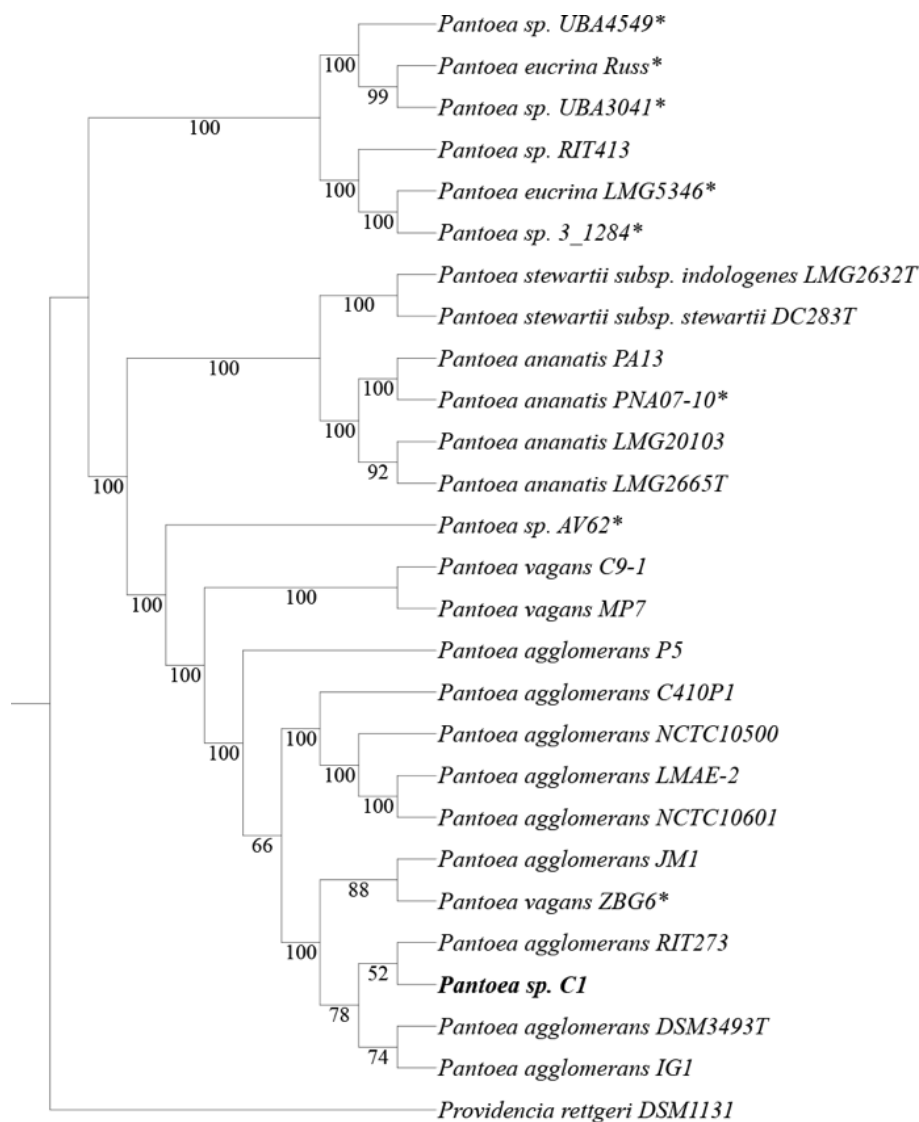 Pantoea sp. UBA4549*
100
Pantoea eucrina Russ*
99
Pantoea sp. UBA3041*
100
Pantoea sp. RIT413
100
Pantoea eucrina LMG5346*
100
Pantoea sp. 3_1284*
Pantoea stewartii subsp. indologenes LMG2632T
100
Pantoea stewartii subsp. stewartii DC283T
100
Pantoea ananatis PA13
100
Pantoea ananatis PNA07-10*
100
Pantoea ananatis LMG20103
92
Pantoea ananatis LMG2665T
100
Pantoea sp. AV62*
Pantoea vagans C9-1
100
100
Pantoea vagans MP7
Pantoea agglomerans P5
100
Pantoea agglomerans C410P1
100
Pantoea agglomerans NCTC10500
100
100
Pantoea agglomerans LMAE-2
100
Pantoea agglomerans NCTC10601
66
Pantoea agglomerans JM1
88
Pantoea vagans ZBG6*
Pantoea agglomerans RIT273
100
52
Pantoea sp. C1
78
Pantoea agglomerans DSM3493T
74
Pantoea agglomerans IG1
Providencia rettgeri DSM1131